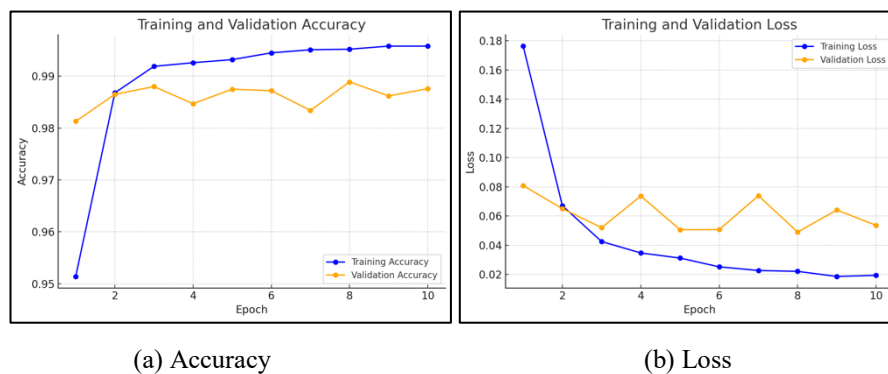 Training and Validation Accuracy
Accuracy
0.99
0.98
0.97
0.96
0.95
2
4
6
8
10
Epoch
Training Accuracy
Validation Accuracy
(a) Accuracy
Training and Validation Loss
Loss
0.18
0.16
0.14
0.12
0.10
0.08
0.06
0.04
0.02
2
4
6
8
10
Epoch
Training Loss
Validation Loss
(b) Loss